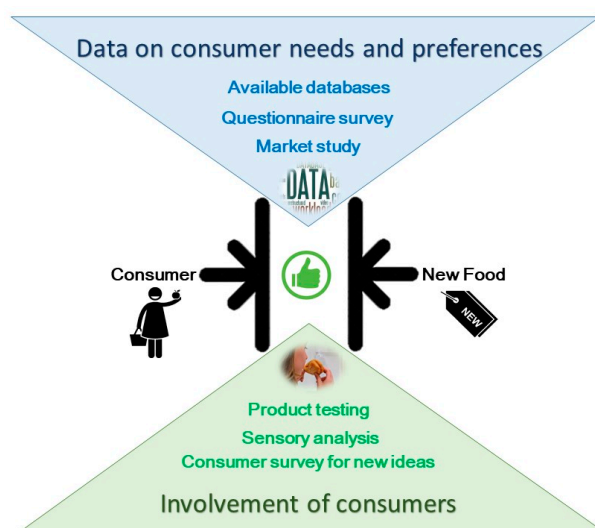 Data on consumer needs and preferences
Available databases
Questionnaire survey
Market study
DATA
Consumer
New Food
NEW
Product testing
Sensory analysis
Consumer survey for new ideas
Involvement of consumers